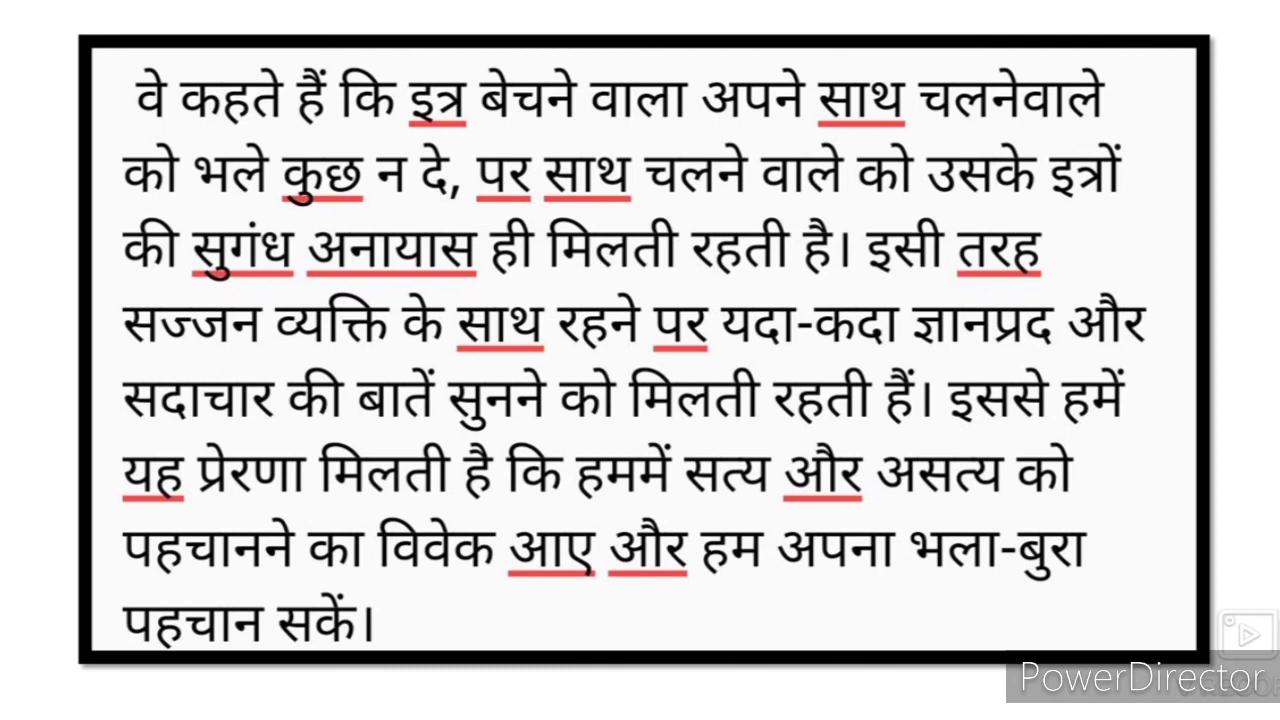 वे कहते हैं कि इत्र बेचने वाला अपने साथ चलनेवाले
को भले कुछ न दे, पर साथ चलने वाले को उसके इत्रों
की सुगंध अनायास ही मिलती रहती है। इसी तरह
सज्जन व्यक्ति के साथ रहने पर यदा-कदा ज्ञानप्रद और
सदाचार की बातें सुनने को मिलती रहती हैं। इससे हमें
यह प्रेरणा मिलती है कि हममें सत्य और असत्य को
पहचानने का विवेक आए और हम अपना भला-बुरा
पहचान सकें।
PowerDirector